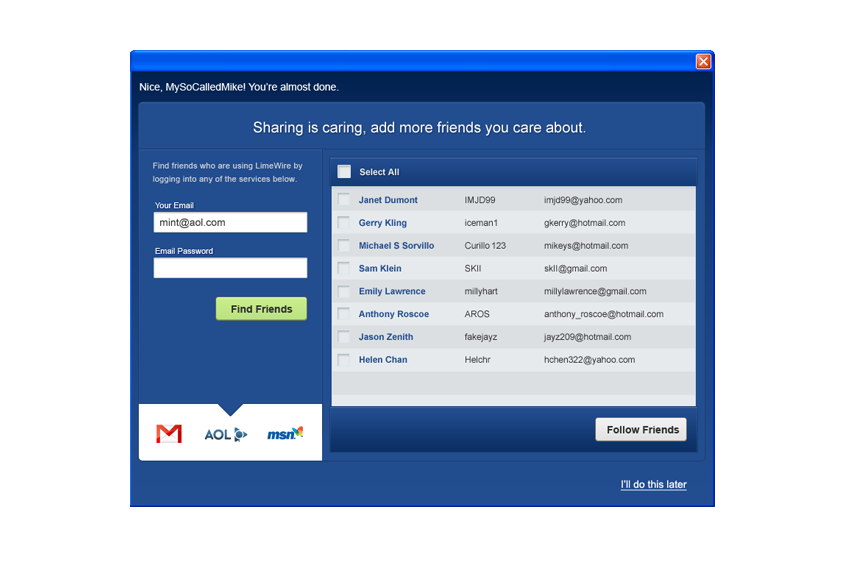 Nice, MySoCalledMike! You're almost done.
Sharing is caring, add more friends you care about.
Find friends who are using LimeWire by
logging into any of the services below.
Your Email
mint@aol.com
Email Password
Find Friends
AOL
msn
Select All
Janet Dumont IMJD99 imjd99@yahoo.com
Gerry Kling iceman1 gkerry@hotmail.com
Michael S Sorvillo Curillo 123 mikeys@hotmail.com
Sam Klein SKII skII@gmail.com
Emily Lawrence millyhart millylawrence@gmail.com
Anthony Roscoe AROS anthony_roscoe@hotmail.com
Jason Zenith fakejayz jayz209@hotmail.com
Helen Chan Helchr hchen322@yahoo.com
Follow Friends
I'll do this later